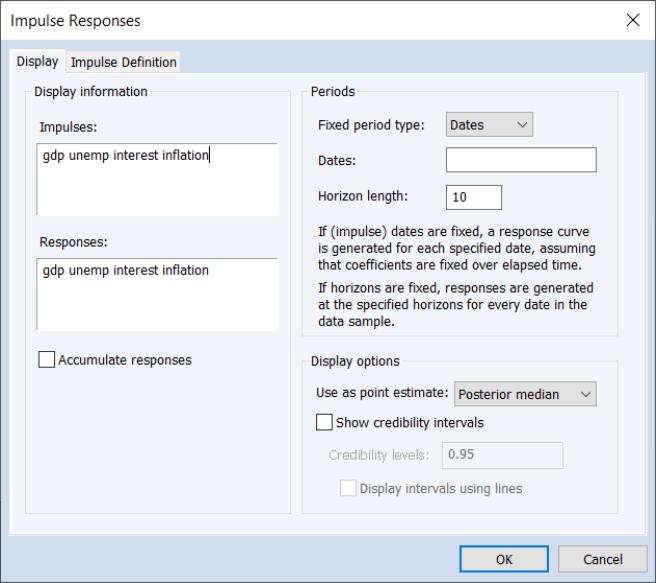 Impulse Responses
Display
Impulse Definition
Display information
Impulses:
gdp unemp interest inflation
Responses:
gdp unemp interest inflation
Accumulate responses
Periods
Fixed period type: Dates
Dates:
Horizon length: 10
If (impulse) dates are fixed, a response curve
is generated for each specified date, assuming
that coefficients are fixed over elapsed time.
If horizons are fixed, responses are generated
at the specified horizons for every date in the
data sample.
Display options
Use as point estimate: Posterior median
Show credibility intervals
Credibility levels: 0.95
Display intervals using lines
OK
Cancel